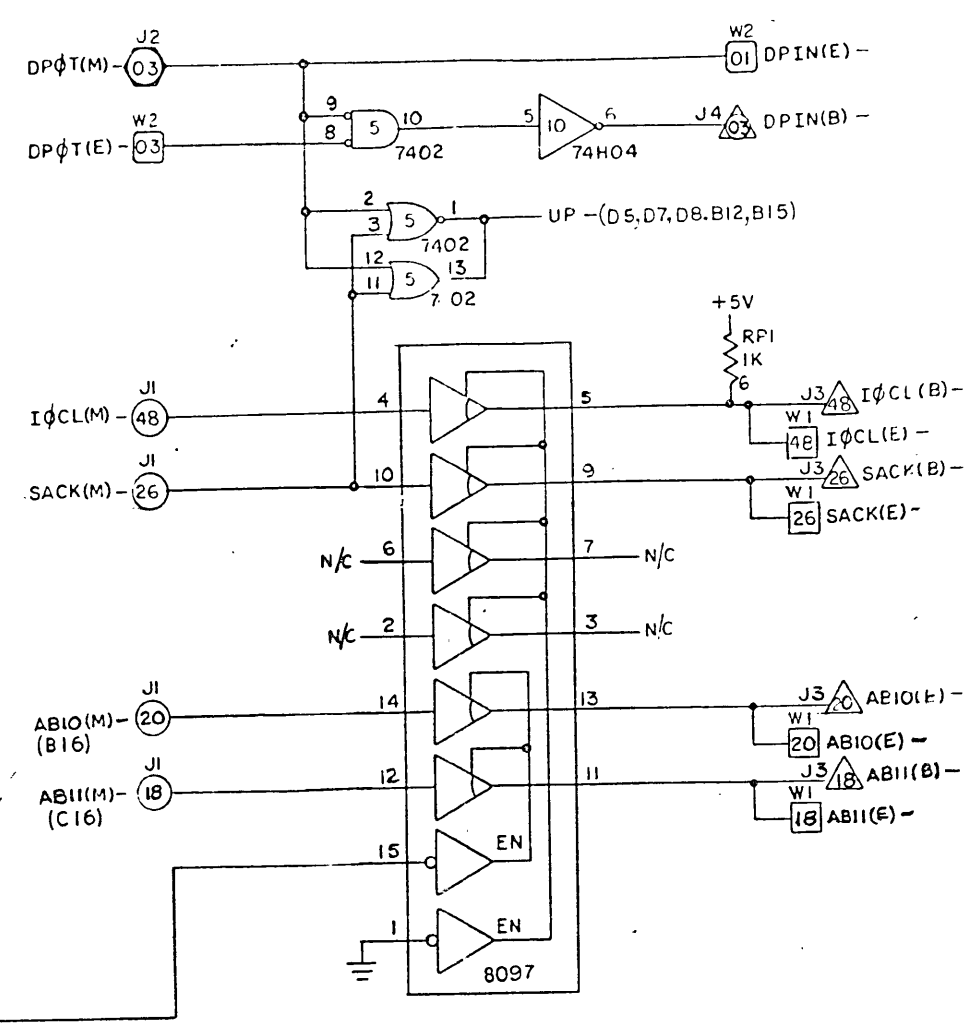 J2
DPØT(M)- 03
W2
01 DPIN(E)-
9
8 5 10
7402
5 10 6
74H04
J4 03 DPIN(B)-
W2
DPØT(E)- 03
2
3 5 1
7402
UP -(D5,D7,D8.B12,B15)
12
11 5 13
7 02
+5V
RP1
1K
6
J1
IØCL(M)- 48
4
5
J3 48 IØCL(B)-
W1
48 IØCL(E)-
J1
SACK(M)- 26
10
9
J3 26 SACK(B)-
W1
26 SACK(E)-
N/C 6
7 N/C
N/C 2
3 N/C
J1
AB10(M)- 20
(B16)
14
13
J3 20 AB10(E)-
W1
20 AB10(E)-
J1
AB11(M)- 18
(C16)
12
11
J3 18 AB11(B)-
W1
18 AB11(E)-
15
EN
1
EN
8097